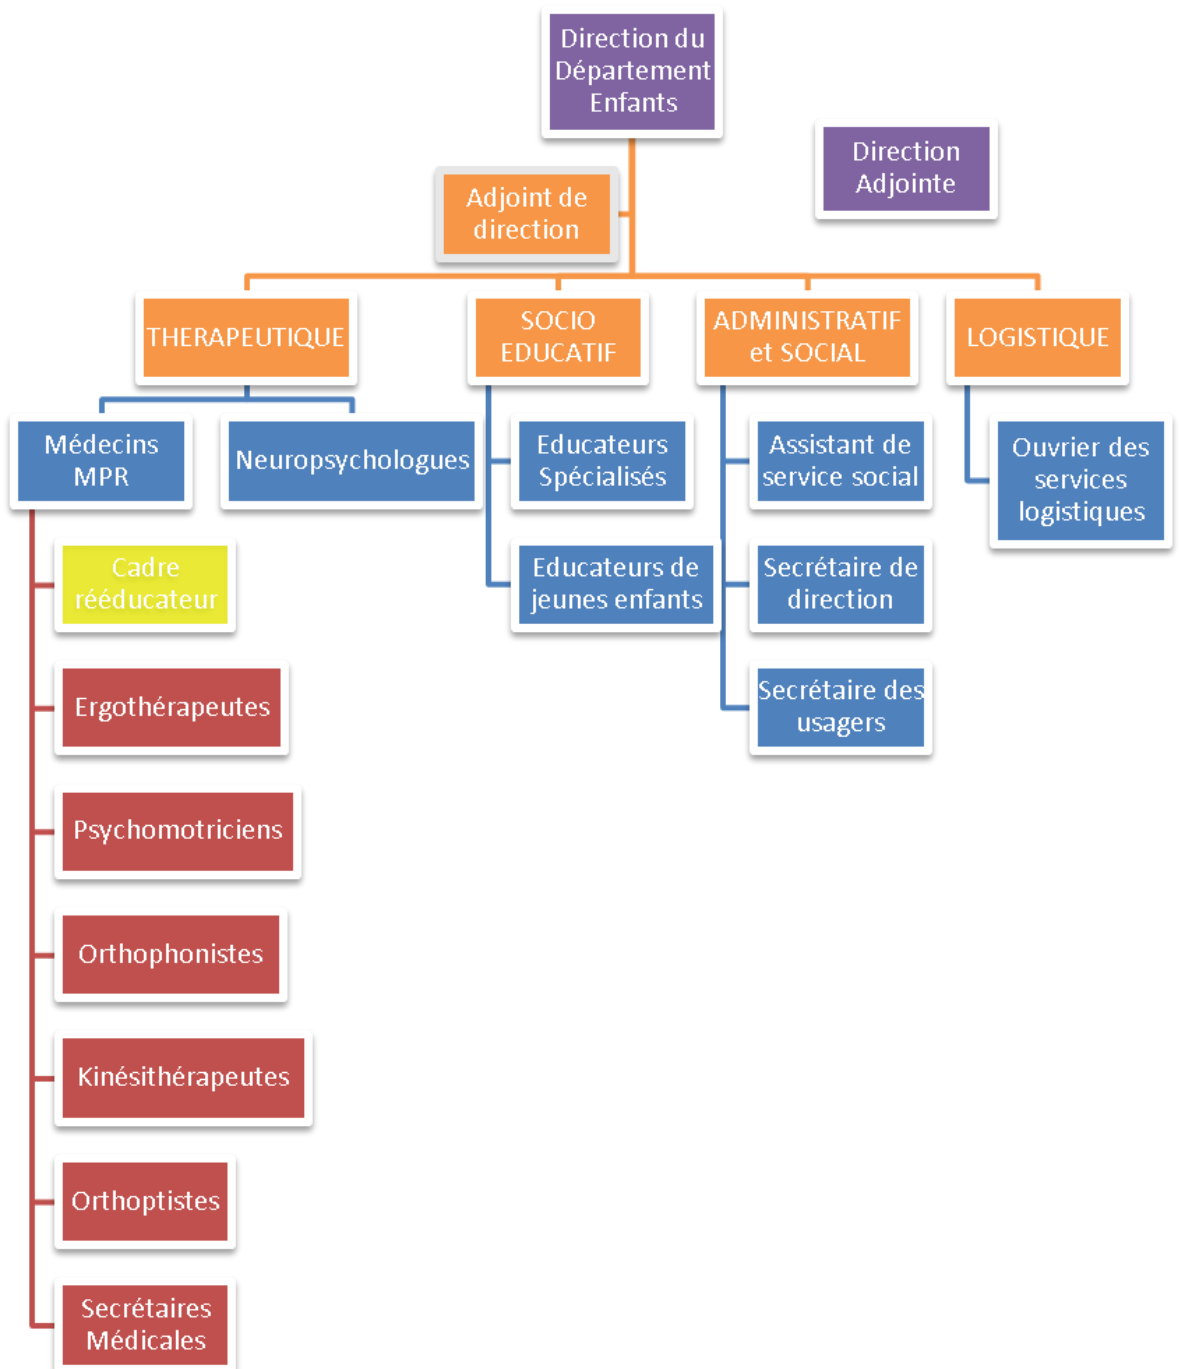 Direction du
Département
Enfants
Direction
Adjointe
Adjoint de
direction
THERAPEUTIQUE
SOCIO
EDUCATIF
ADMINISTRATIF
et SOCIAL
LOGISTIQUE
Médecins
MPR
Neuropsychologues
Educateurs
Spécialisés
Assistant de
service social
Ouvrier des
services
logistiques
Cadre
rééducateur
Educateurs de
jeunes enfants
Secrétaire de
direction
Ergothérapeutes
Secrétaire des
usagers
Psychomotriciens
Orthophonistes
Kinésithérapeutes
Orthoptistes
Secrétaires
Médicales